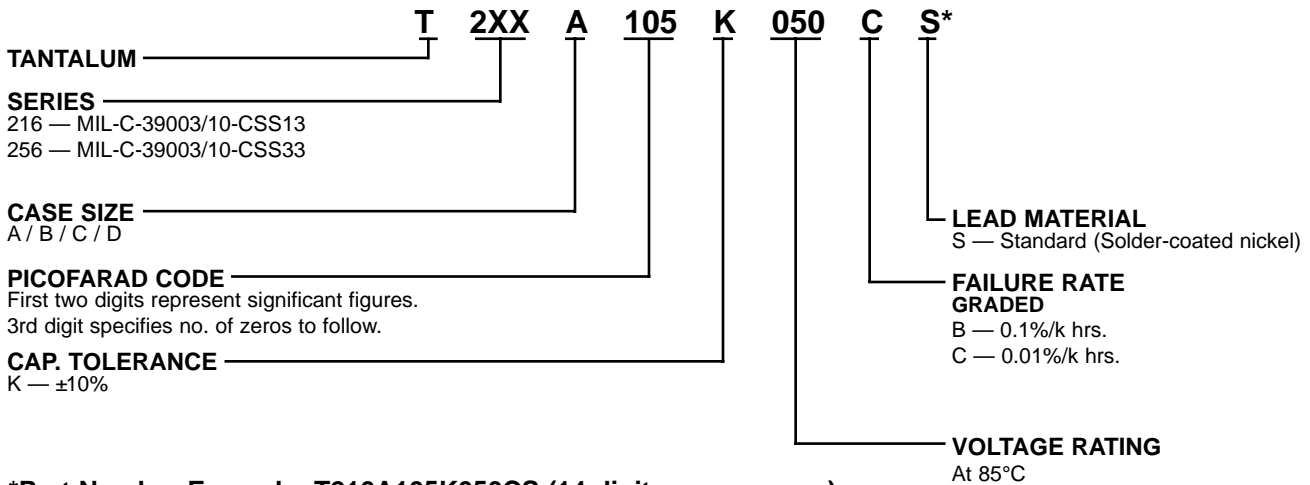 T 2XX A 105 K 050 C S*
TANTALUM
SERIES
216 — MIL-C-39003/10-CSS13
256 — MIL-C-39003/10-CSS33
CASE SIZE
A / B / C / D
PICOFARAD CODE
First two digits represent significant figures.
3rd digit specifies no. of zeros to follow.
CAP. TOLERANCE
K — ±10%
LEAD MATERIAL
S — Standard (Solder-coated nickel)
FAILURE RATE
GRADED
B — 0.1%/k hrs.
C — 0.01%/k hrs.
VOLTAGE RATING
At 85°C